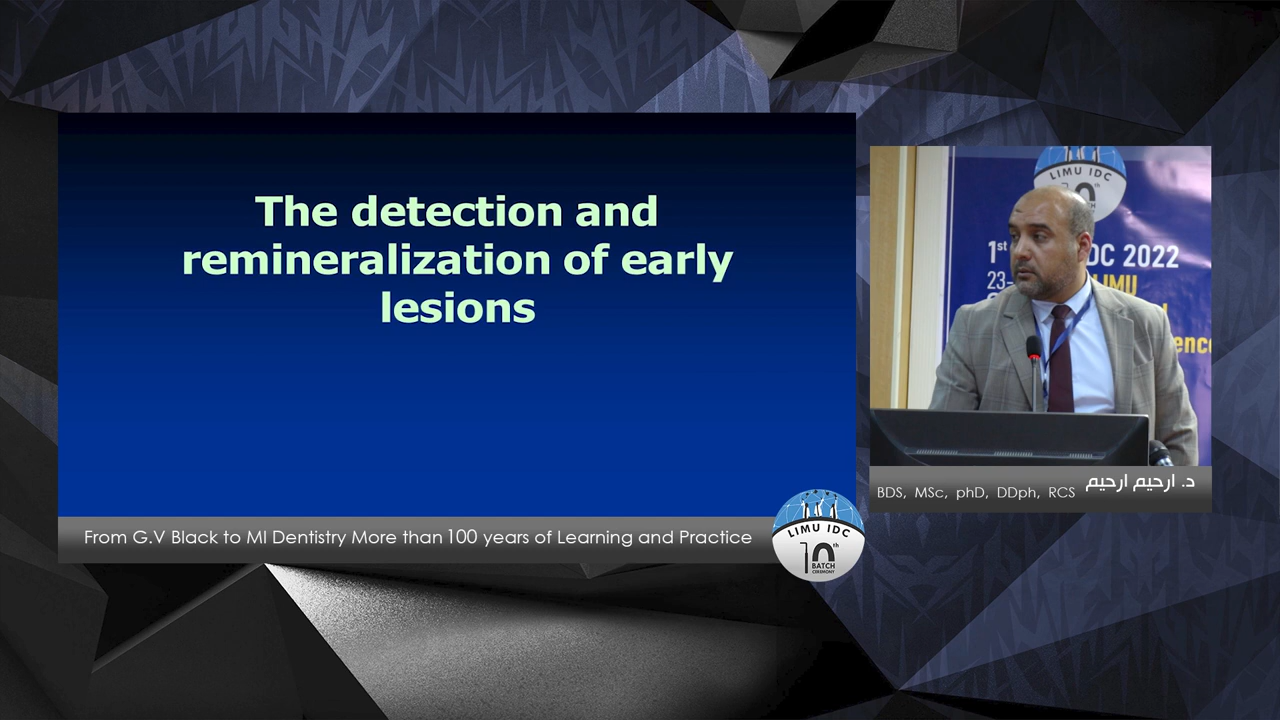 The detection and
remineralization of early
lesions
From G.V Black to MI Dentistry More than 100 years of Learning and Practice
LIMU IDC
10th
BATCH
CEREMONY
LIMU IDC
1st
DC 2022
23-
LIMU
ence
BDS, MSc, phD, DDph, RCS
د. ارحيم ارحيم